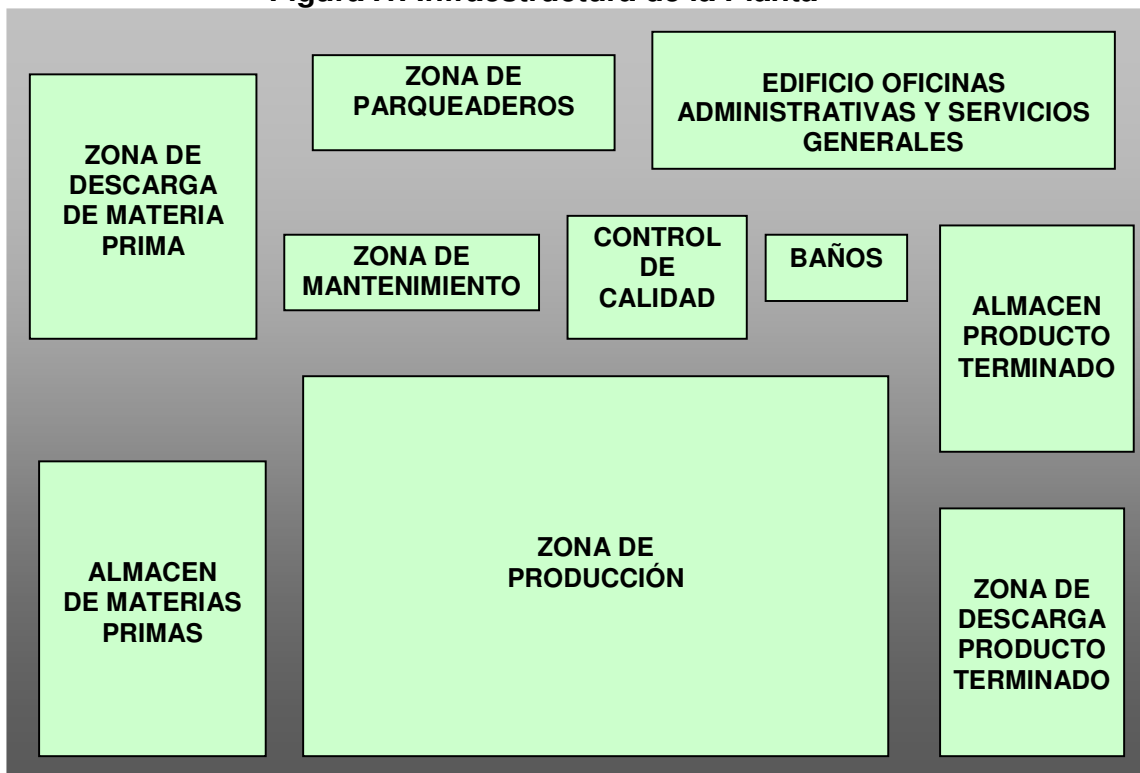 ZONA DE
PARQUEADEROS
EDIFICIO OFICINAS
ADMINISTRATIVAS Y SERVICIOS
GENERALES
ZONA DE
DESCARGA
DE MATERIA
PRIMA
ZONA DE
MANTENIMIENTO
CONTROL
DE
CALIDAD
BAÑOS
ALMACEN
PRODUCTO
TERMINADO
ALMACEN
DE MATERIAS
PRIMAS
ZONA DE
PRODUCCIÓN
ZONA DE
DESCARGA
PRODUCTO
TERMINADO